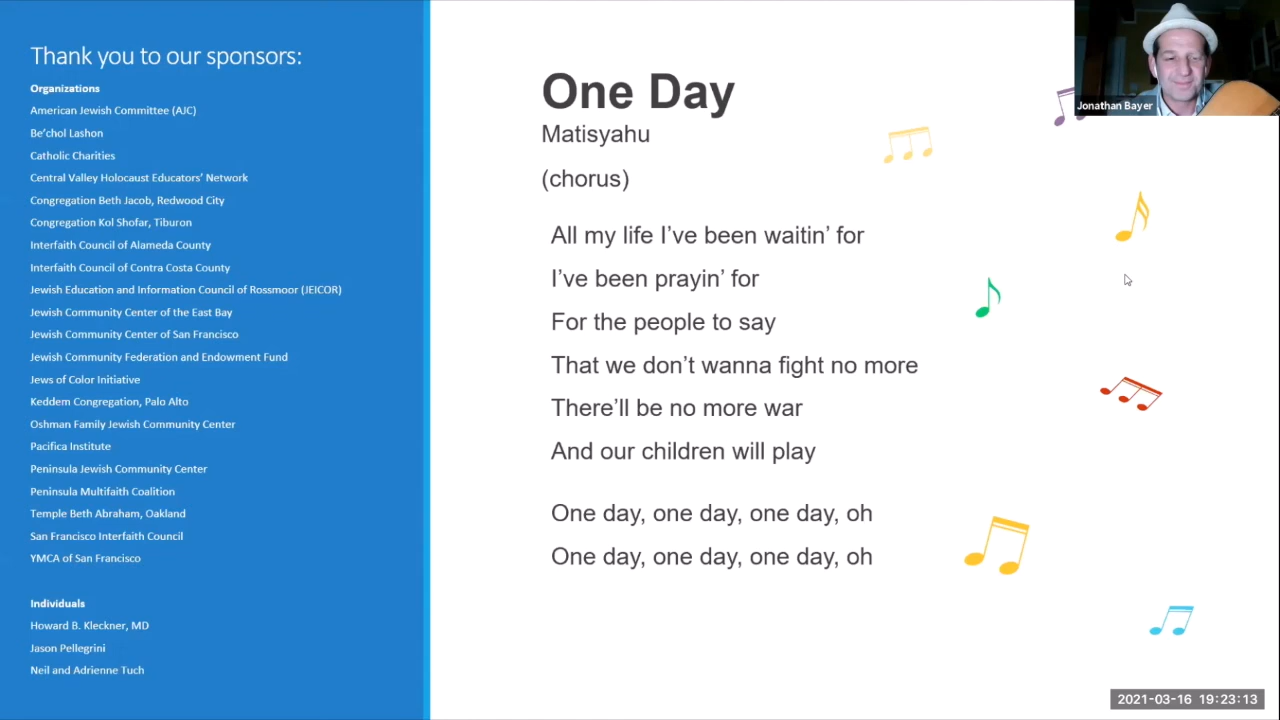 Thank you to our sponsors:
Organizations
American Jewish Committee (AJC)
Be’chol Lashon
Catholic Charities
Central Valley Holocaust Educators’ Network
Congregation Beth Jacob, Redwood City
Congregation Kol Shofar, Tiburon
Interfaith Council of Alameda County
Interfaith Council of Contra Costa County
Jewish Education and Information Council of Rossmoor (JEICOR)
Jewish Community Center of the East Bay
Jewish Community Center of San Francisco
Jewish Community Federation and Endowment Fund
Jews of Color Initiative
Keddem Congregation, Palo Alto
Oshman Family Jewish Community Center
Pacifica Institute
Peninsula Jewish Community Center
Peninsula Multifaith Coalition
Temple Beth Abraham, Oakland
San Francisco Interfaith Council
YMCA of San Francisco
Individuals
Howard B. Kleckner, MD
Jason Pellegrini
Neil and Adrienne Tuch
One Day
Matisyahu
(chorus)
All my life I’ve been waitin’ for
I’ve been prayin’ for
For the people to say
That we don’t wanna fight no more
There’ll be no more war
And our children will play
One day, one day, one day, oh
One day, one day, one day, oh
Jonathan Bayer
2021-03-16 19:23:13